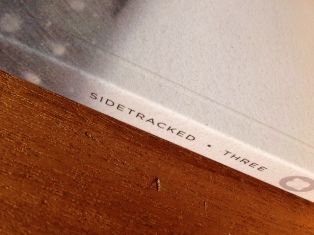 SIDETRACKED • THREE